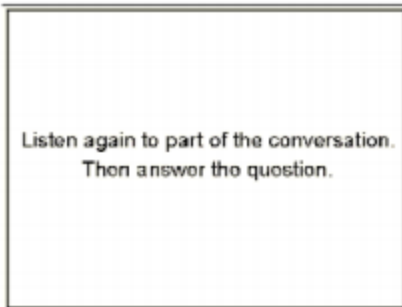 Listen again to part of the conversation.
Then answer the question.